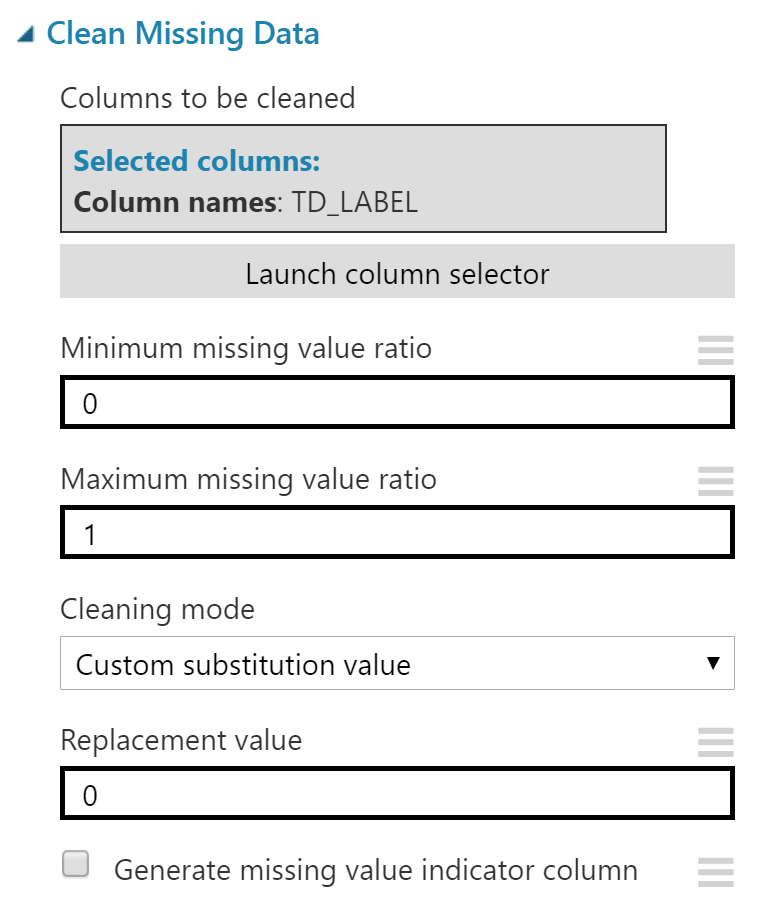 Clean Missing Data
Columns to be cleaned
Selected columns:
Column names: TD_LABEL
Launch column selector
Minimum missing value ratio
0
Maximum missing value ratio
1
Cleaning mode
Custom substitution value
Replacement value
0
Generate missing value indicator column